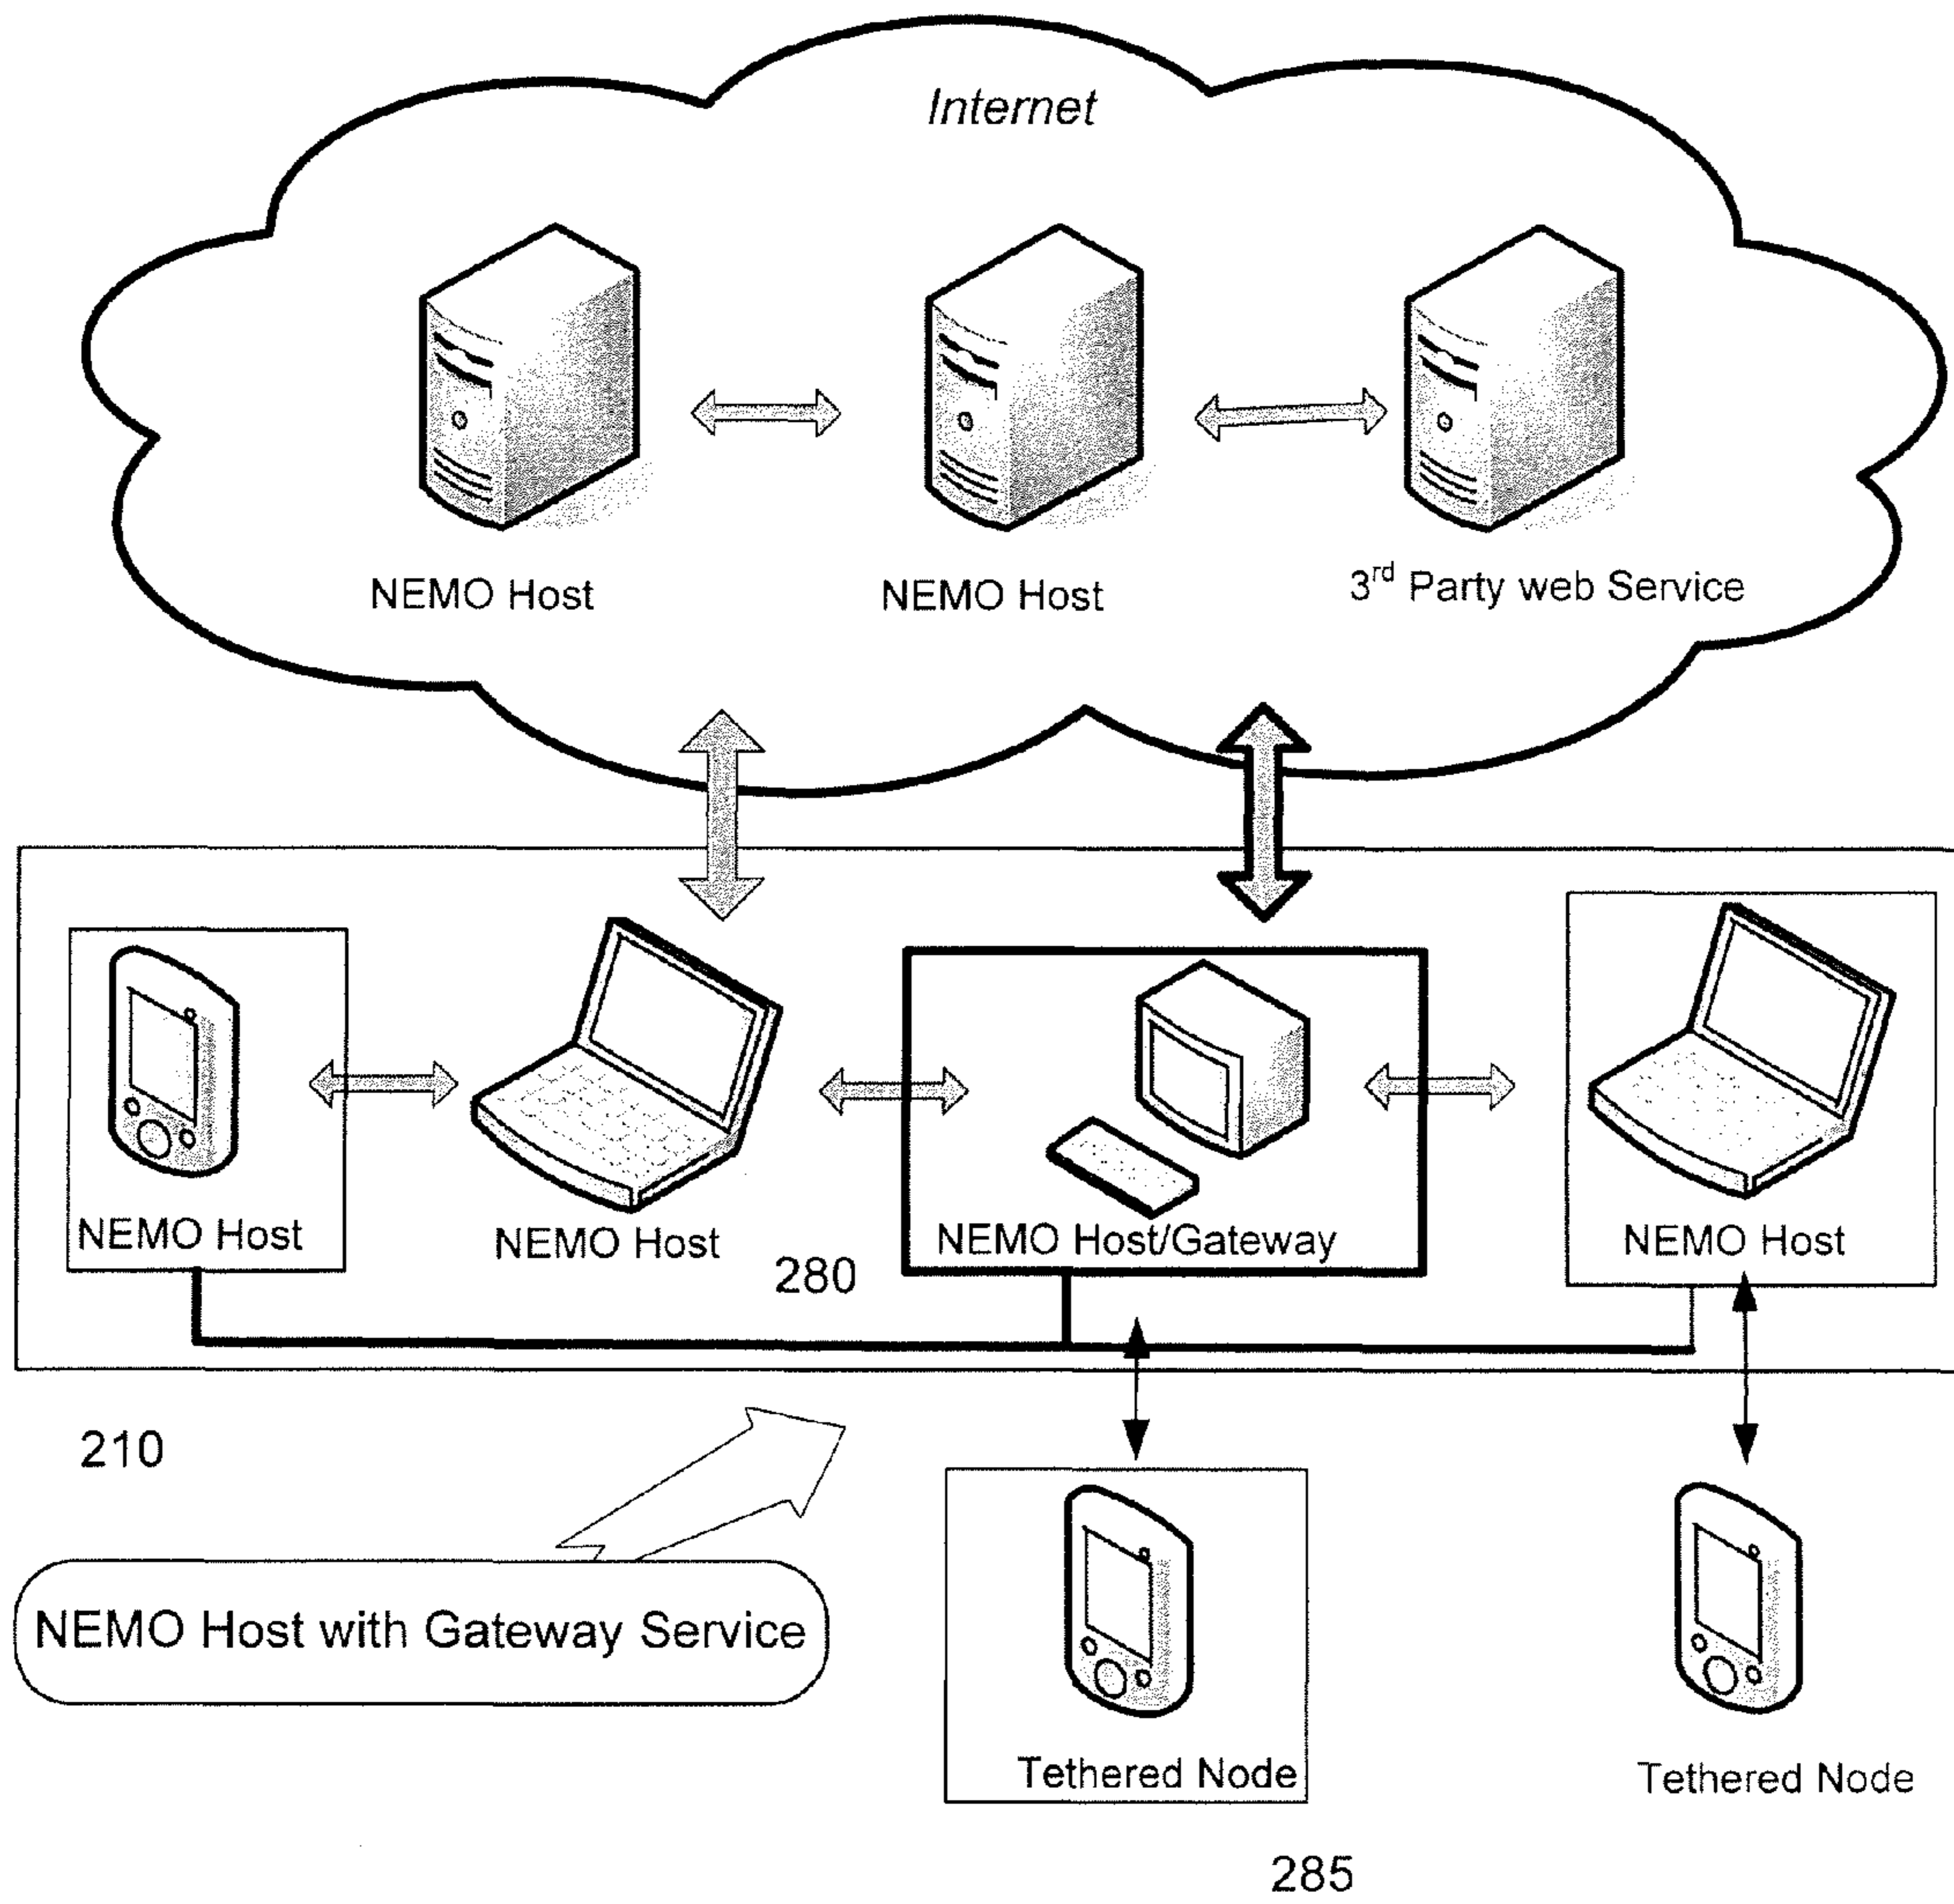 Internet
NEMO Host
NEMO Host
3rd Party web Service
NEMO Host
NEMO Host
280
NEMO Host/Gateway
NEMO Host
210
NEMO Host with Gateway Service
Tethered Node
Tethered Node
285